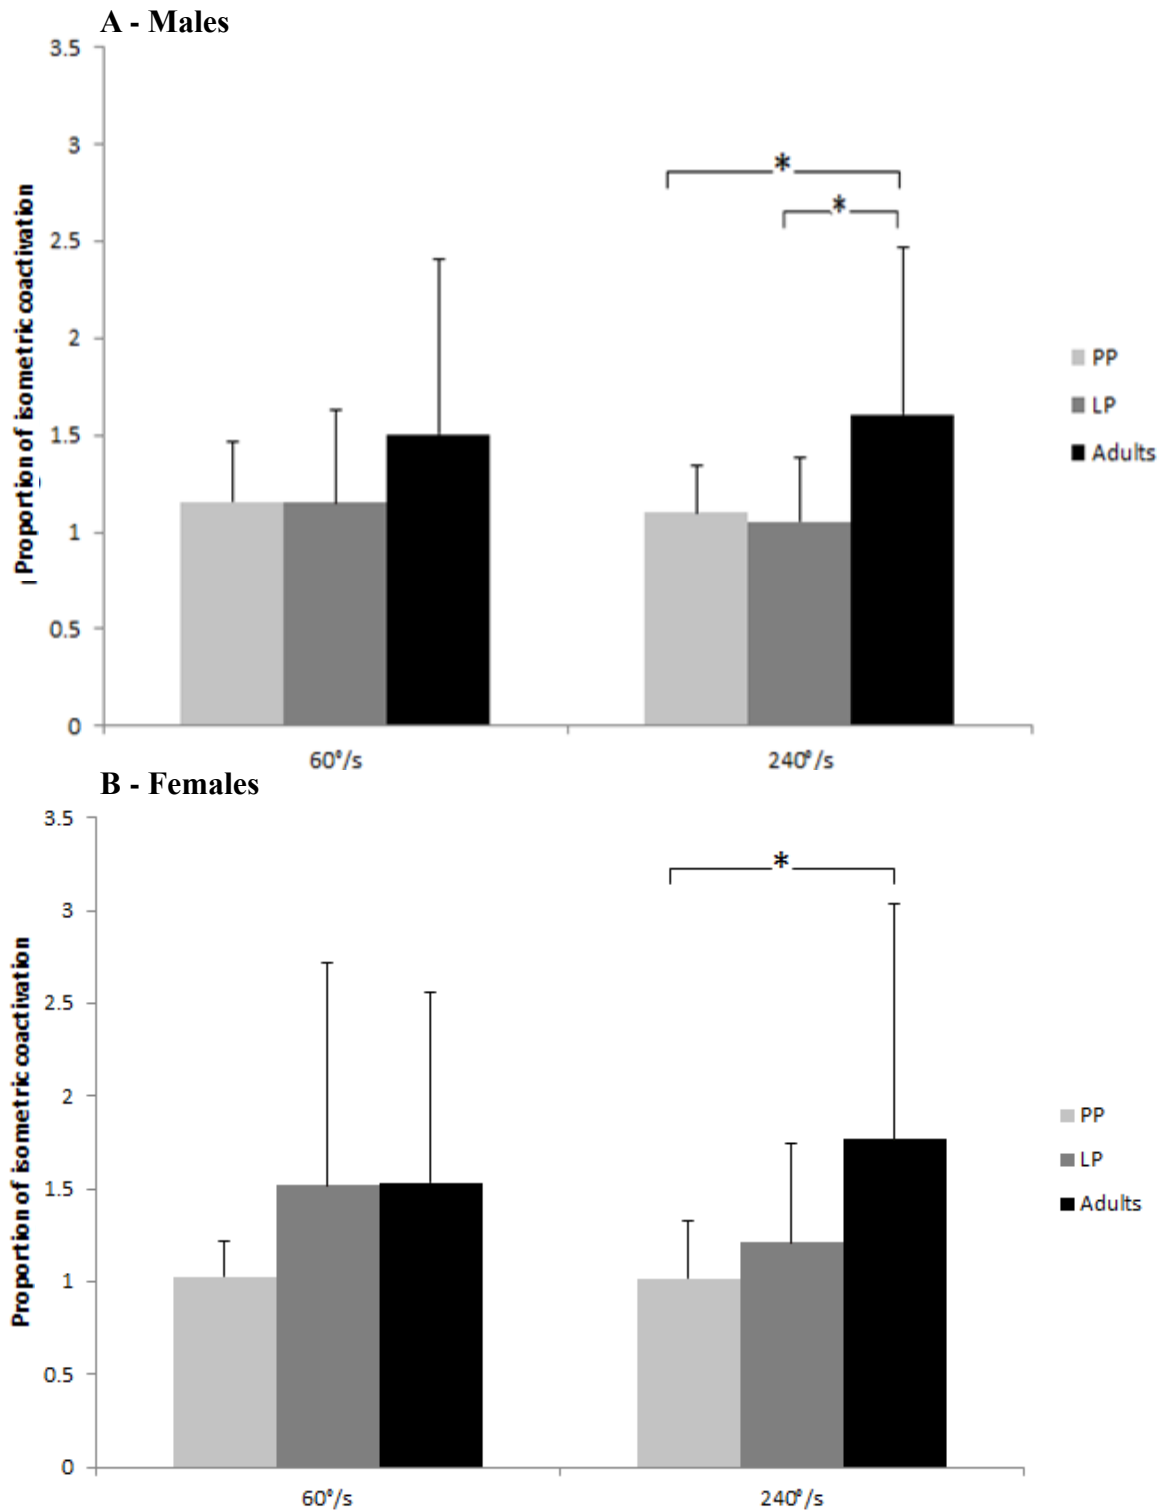 A - Males
3.5
3
2.5
2
1.5
1
0.5
0
Proportion of isometric coactivation
*
*
60°/s
240°/s
PP
LP
Adults
B - Females
3.5
3
2.5
2
1.5
1
0.5
0
Proportion of isometric coactivation
*
60°/s
240°/s
PP
LP
Adults